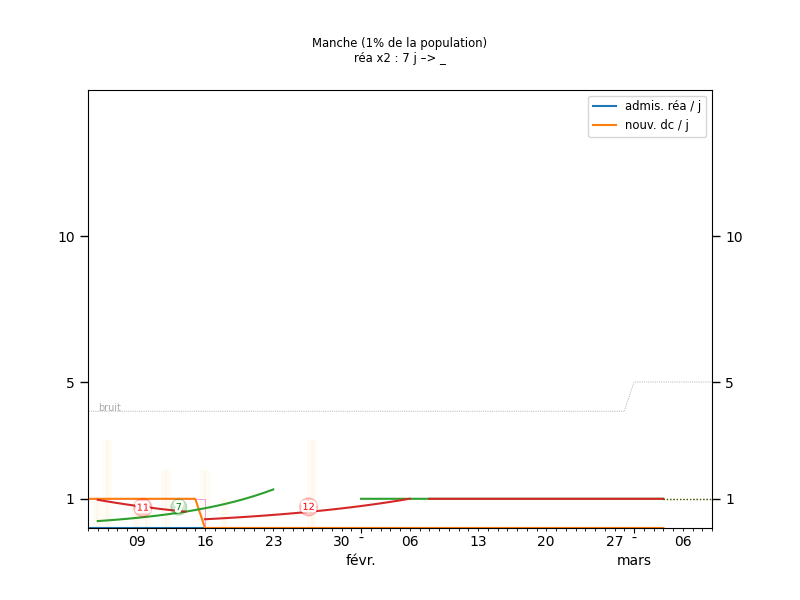 Manche (1% de la population)
réa x2 : 7 j –> _
admis. réa / j
nouv. dc / j
10
10
5
5
bruit
1
11
7
12
1
09
16
23
30
06
13
20
27
06
févr.
mars